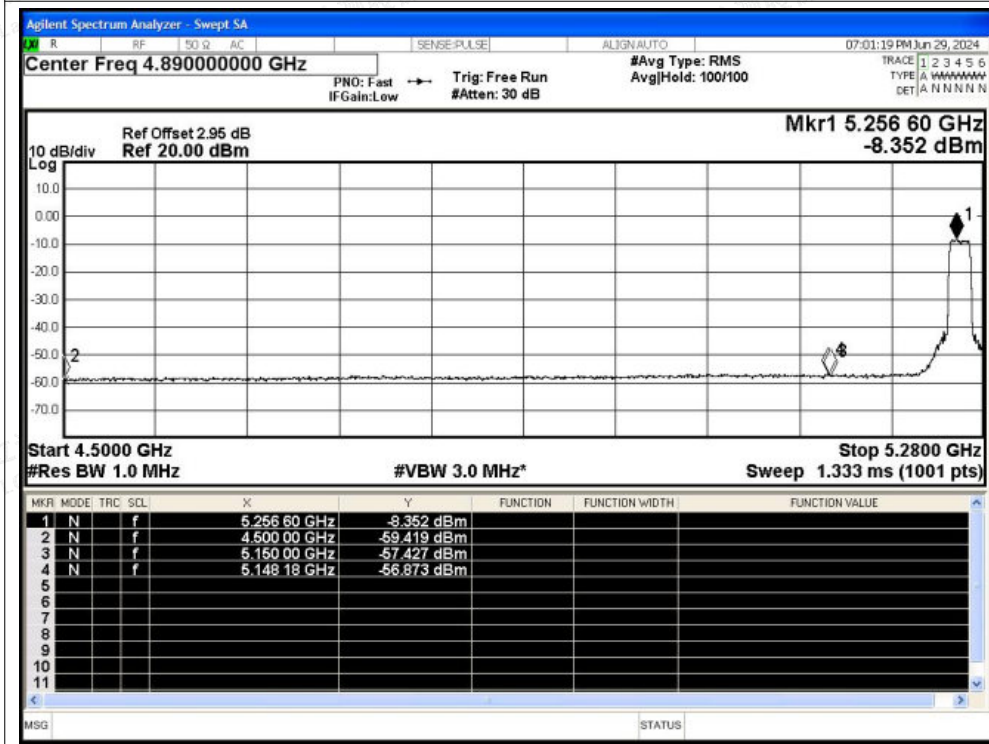 Agilent Spectrum Analyzer - Swept SA
LXI R RF 50 Ω AC SENSE:PULSE ALIGNAUTO 07:01:19 PM Jun 29, 2024
Center Freq 4.890000000 GHz #Avg Type: RMS TRACE 1 2 3 4 5 6
PNO: Fast Trig: Free Run Avg|Hold: 100/100 TYPE A WWWWW
IFGain:Low #Atten: 30 dB DET A N N N N N
Mkr1 5.256 60 GHz
Ref Offset 2.95 dB
10 dB/div Ref 20.00 dBm -8.352 dBm
Log
10.0
0.00
1
-10.0
-20.0
-30.0
-40.0
-50.0
2
-60.0
-70.0
Start 4.5000 GHz Stop 5.2800 GHz
#Res BW 1.0 MHz #VBW 3.0 MHz* Sweep 1.333 ms (1001 pts)
MKR MODE TRC SCL X Y FUNCTION FUNCTION WIDTH FUNCTION VALUE
1 N f 5.256 60 GHz -8.352 dBm
2 N f 4.500 00 GHz -59.419 dBm
3 N f 5.150 00 GHz -57.427 dBm
4 N f 5.148 18 GHz -56.873 dBm
5
6
7
8
9
10
11
MSG STATUS